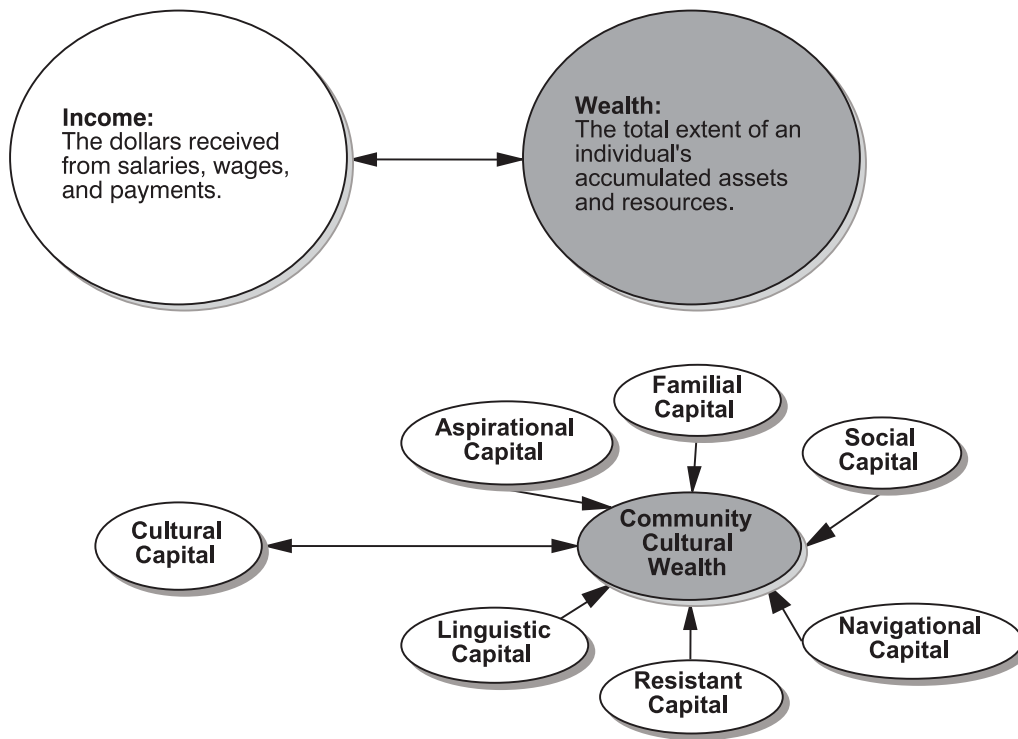 Income:
The dollars received
from salaries, wages,
and payments.
Wealth:
The total extent of an
individual's
accumulated assets
and resources.
Familial
Capital
Aspirational
Capital
Social
Capital
Cultural
Capital
Community
Cultural
Wealth
Linguistic
Capital
Resistant
Capital
Navigational
Capital